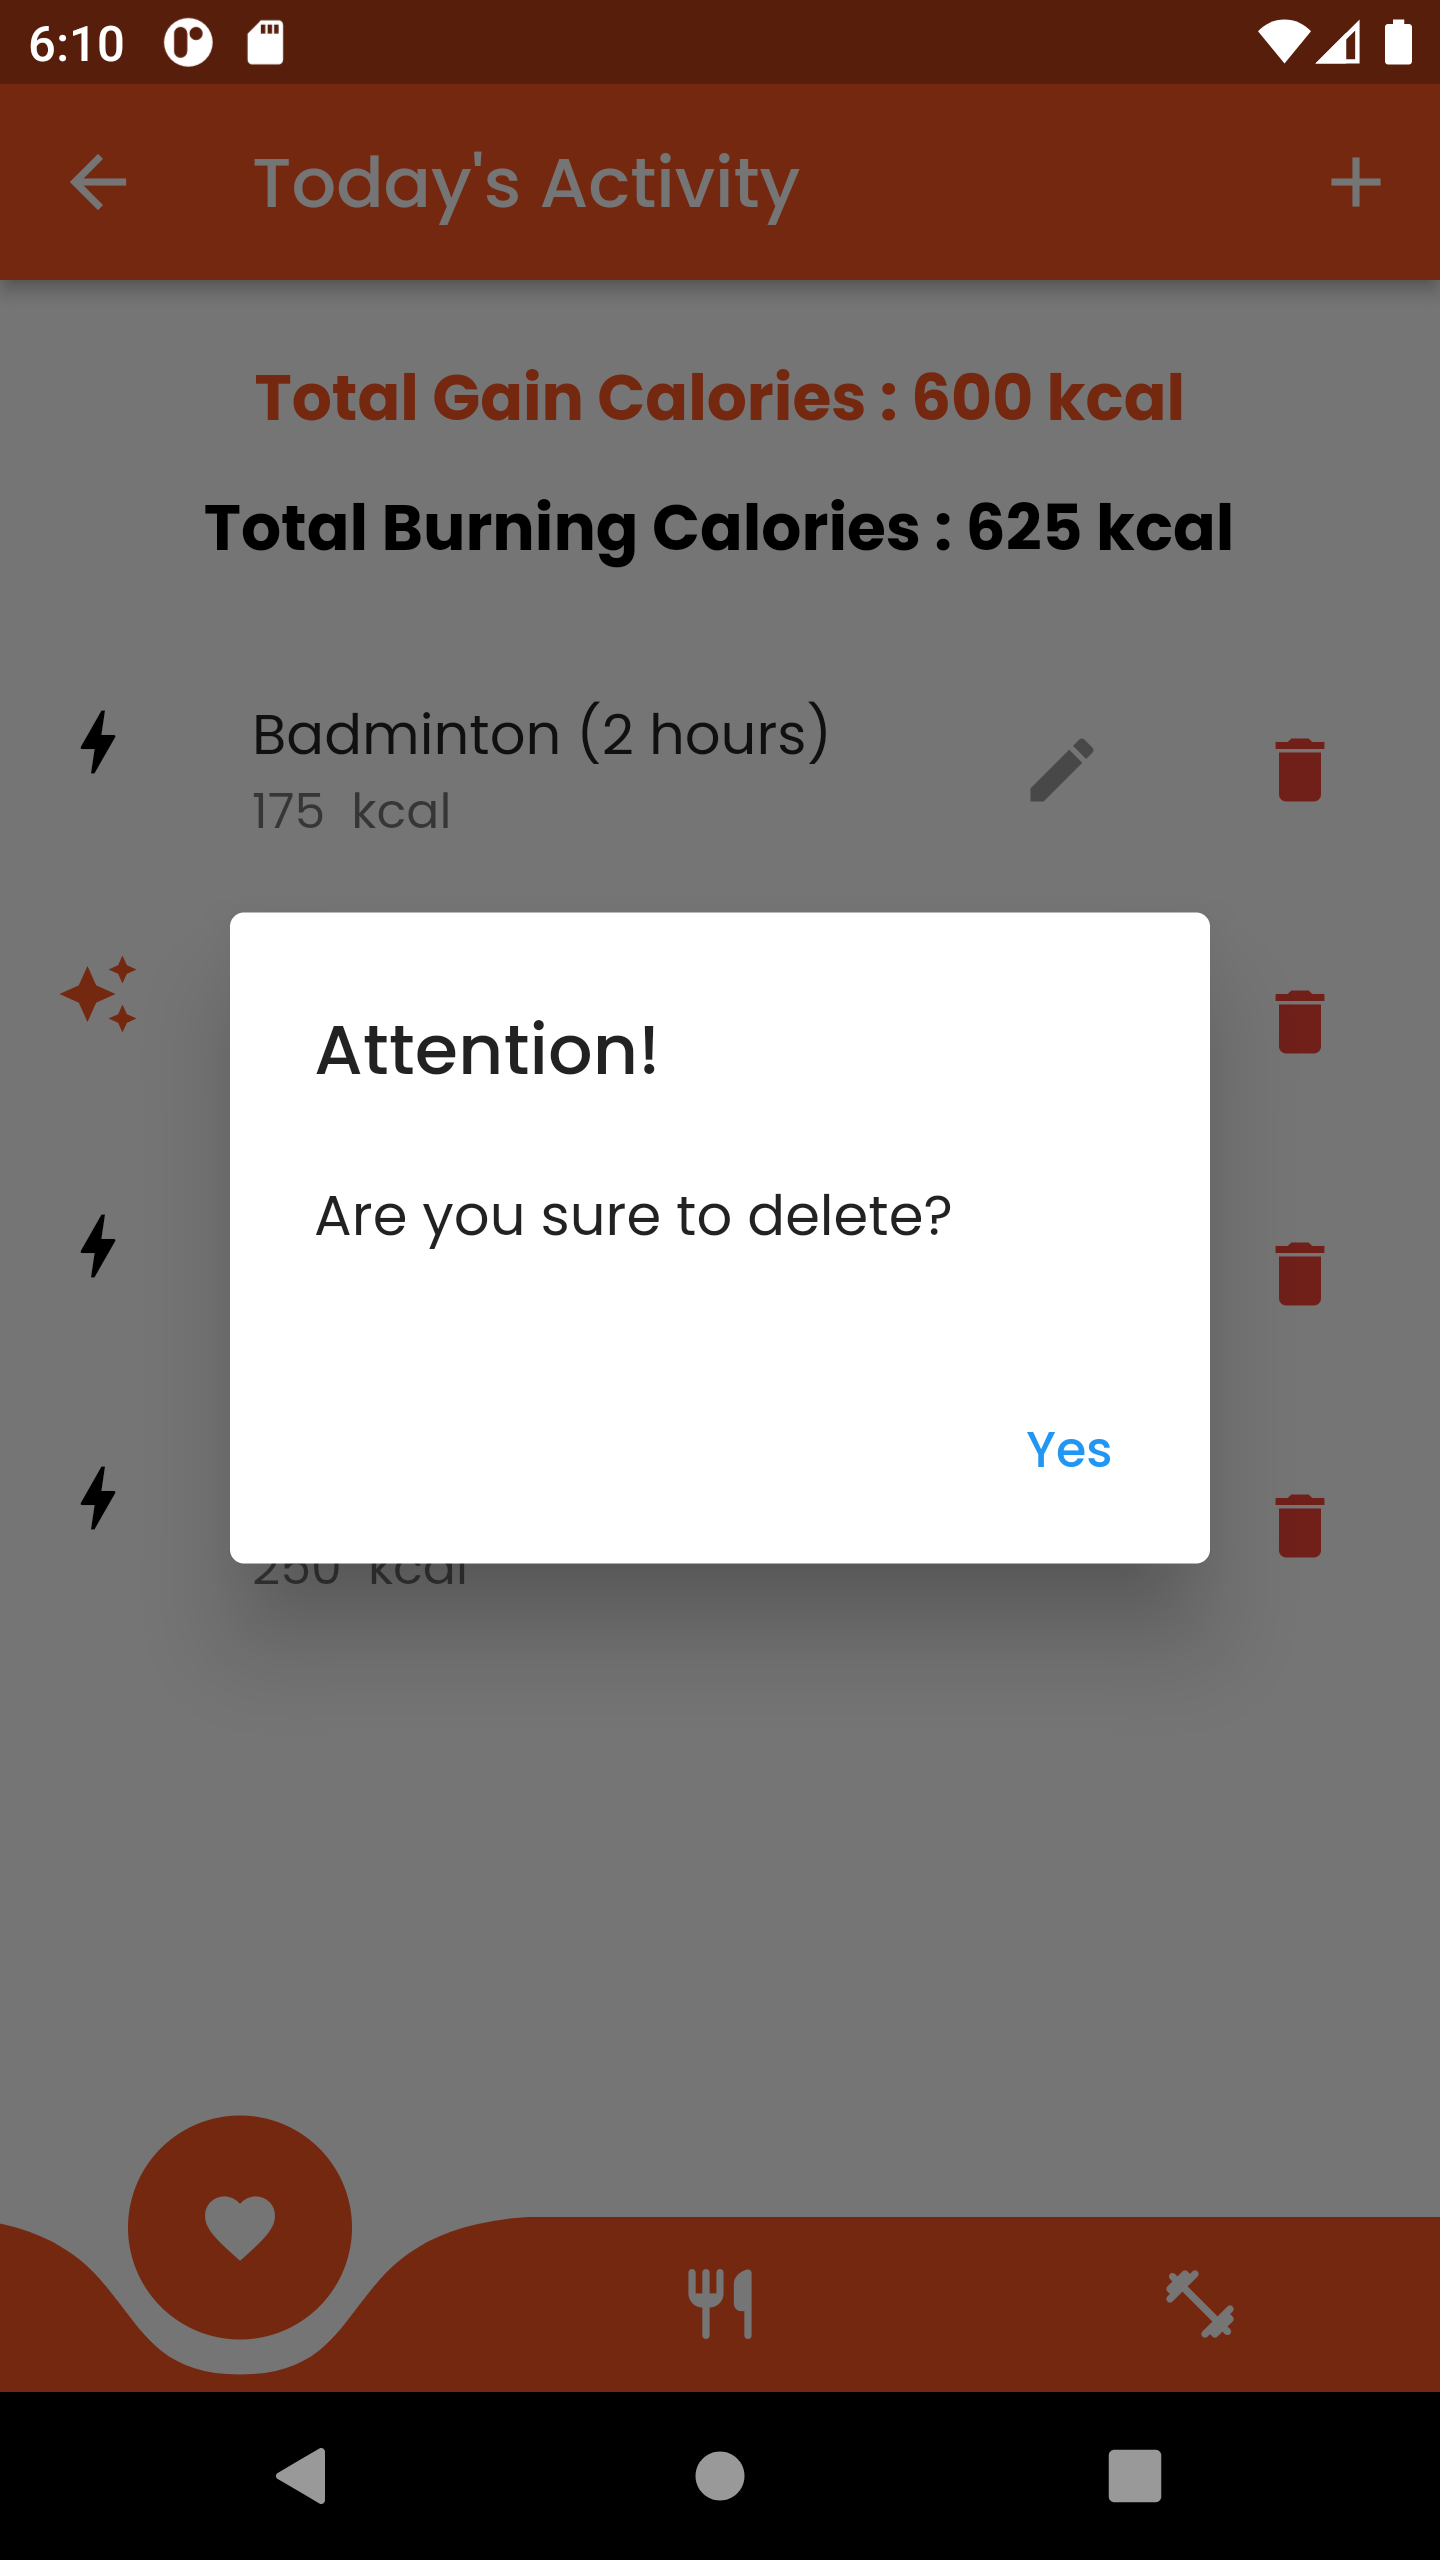 6:10
Today's Activity
Total Gain Calories : 600 kcal
Total Burning Calories : 625 kcal
Badminton (2 hours)
175 kcal
Attention!
Are you sure to delete?
Yes
250 kcal